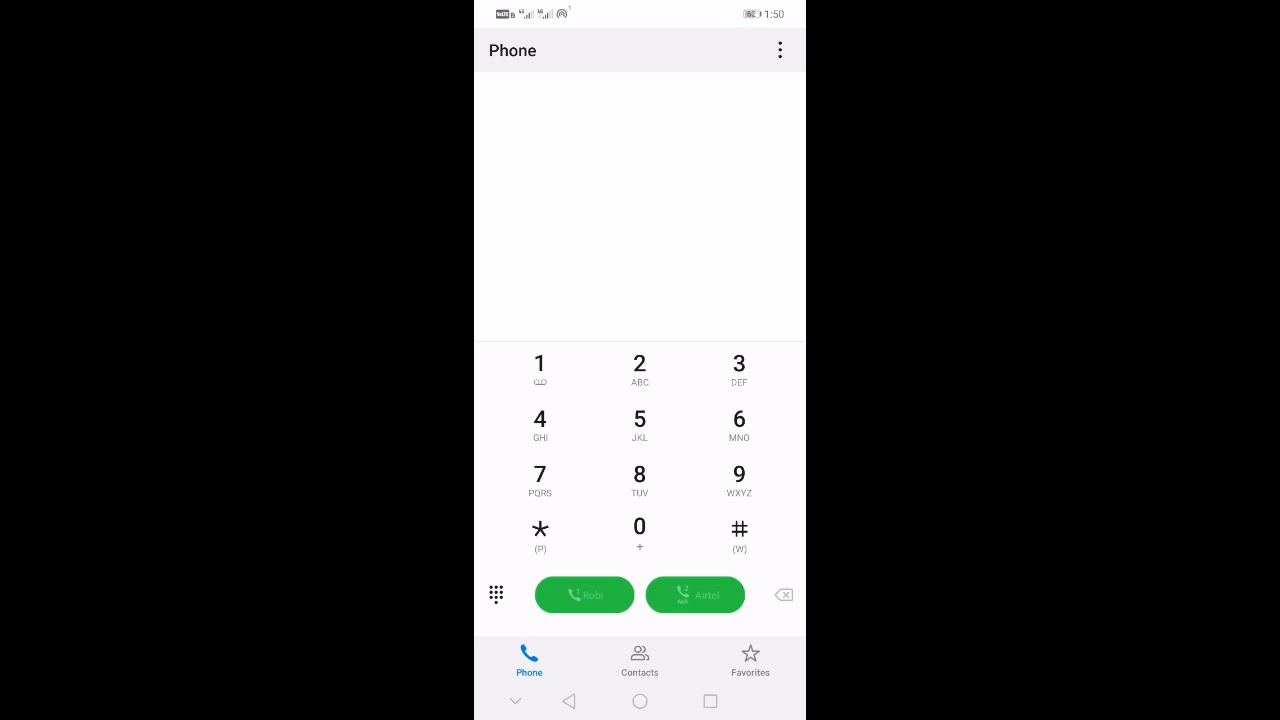 1:50
Phone
1 2 3
ABC DEF
4 5 6
GHI JKL MNO
7 8 9
PQRS TUV WXYZ
* 0 #
(P) + (W)
Robi Airtel
Phone Contacts Favorites